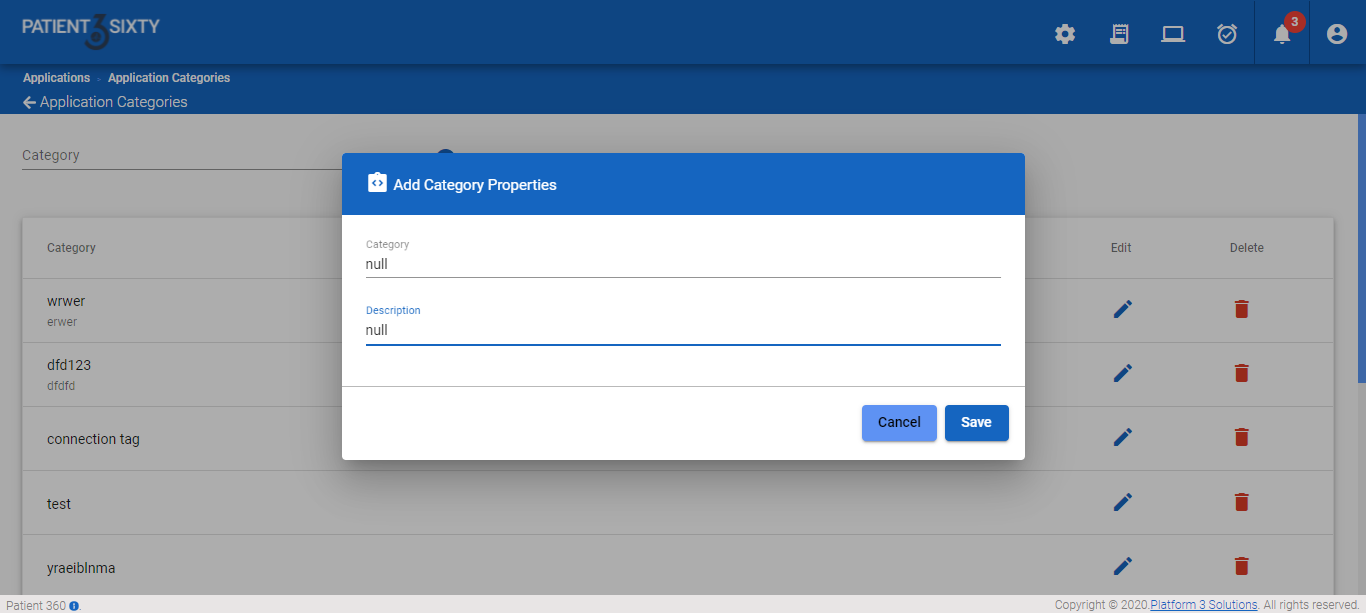 PATIENT 3 SIXTY
3
Applications - Application Categories
Application Categories
Category
Add Category Properties
Category
null
Description
null
Cancel Save
Category Edit Delete
wrwer
erwer
dfd123
dfdfd
connection tag
test
yraeiblnma
Patient 360
Copyright © 2020,Platform 3 Solutions. All rights reserved.